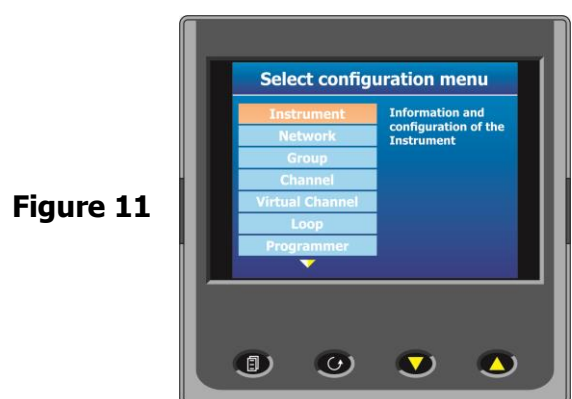 Select configuration menu
Instrument
Network
Group
Channel
Virtual Channel
Loop
Programmer
Information and
configuration of the
Instrument
Figure 11